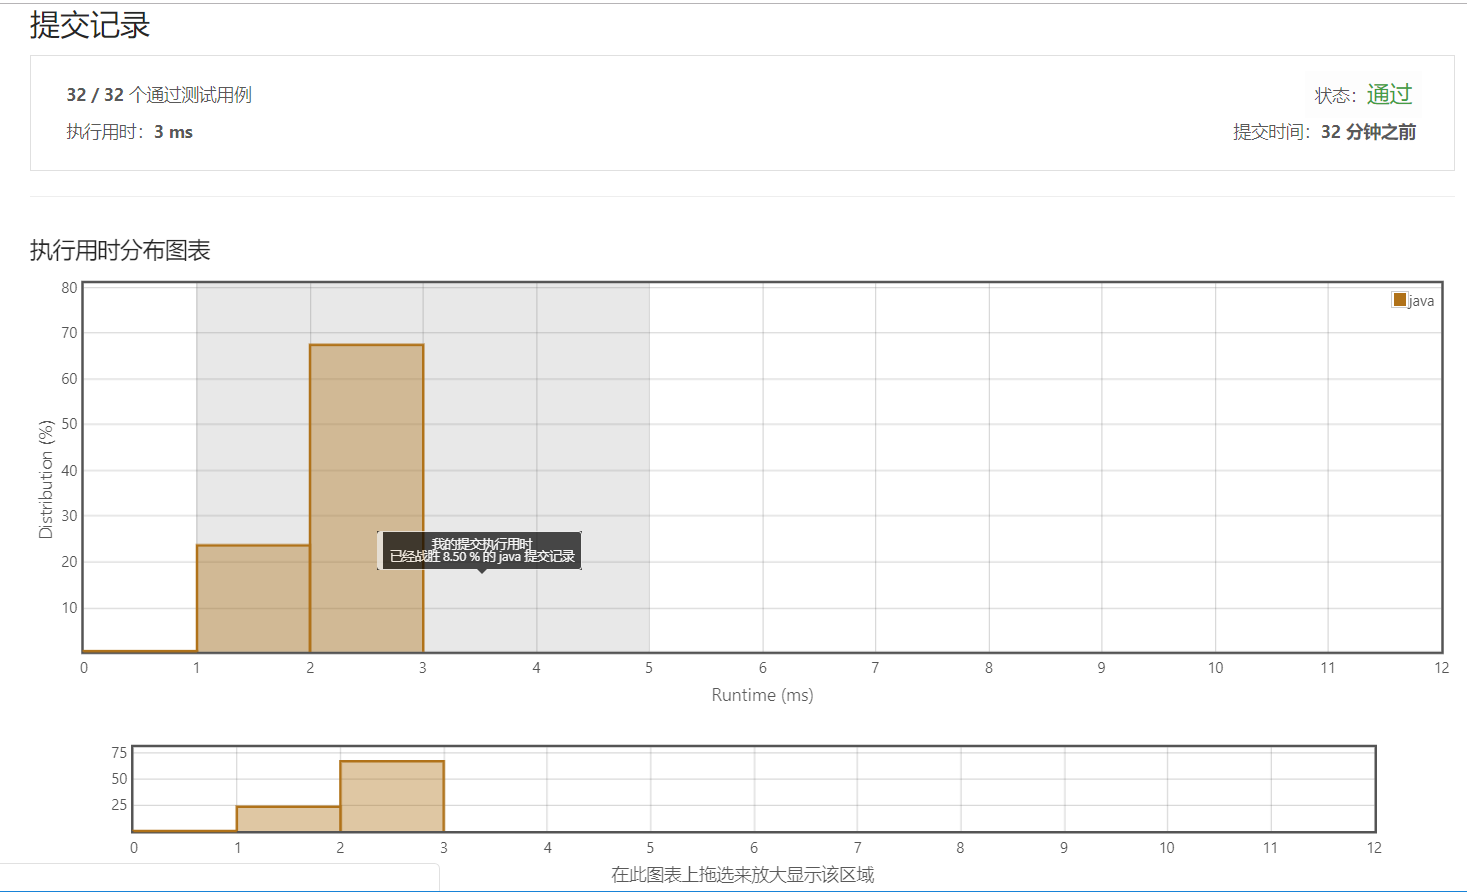 提交记录
32 / 32 个通过测试用例
状态：通过
执行用时：3 ms
提交时间：32 分钟之前
执行用时分布图表
80
70
60
50
40
30
20
10
Distribution (%)
java
我的提交执行用时
已经战胜 8.50 % 的 java 提交记录
0 1 2 3 4 5 6 7 8 9 10 11 12
Runtime (ms)
75
50
25
0 1 2 3 4 5 6 7 8 9 10 11 12
在此图表上拖选来放大显示该区域